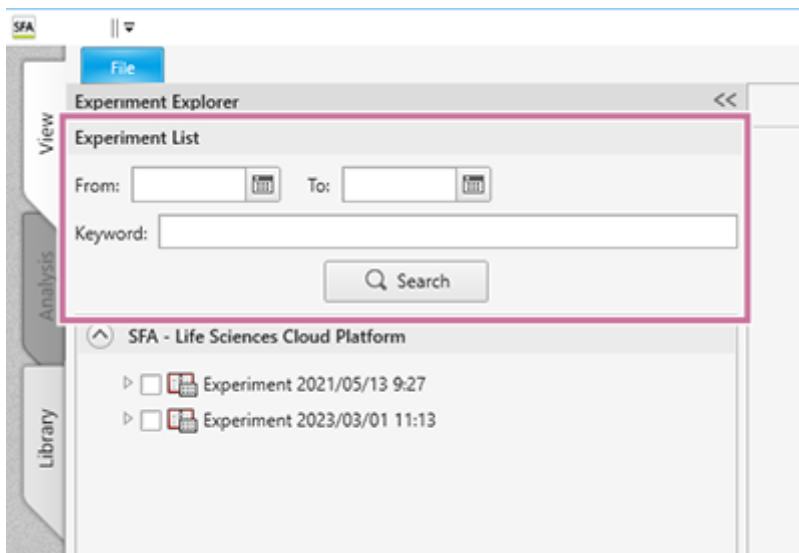 SFA
File
Experiment Explorer <<
View
Experiment List
From: To:
Keyword:
Search
Analysis
SFA - Life Sciences Cloud Platform
Experiment 2021/05/13 9:27
Experiment 2023/03/01 11:13
Library